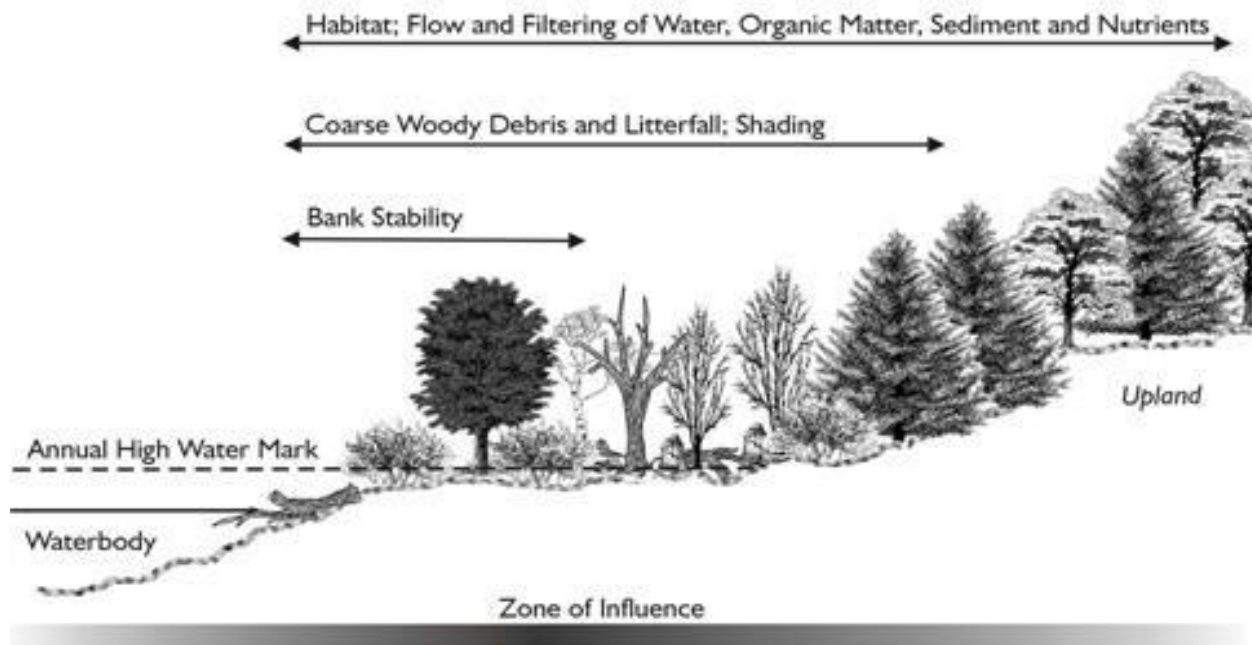 Habitat; Flow and Filtering of Water, Organic Matter, Sediment and Nutrients
Coarse Woody Debris and Litterfall; Shading
Bank Stability
Upland
Annual High Water Mark
Waterbody
Zone of Influence